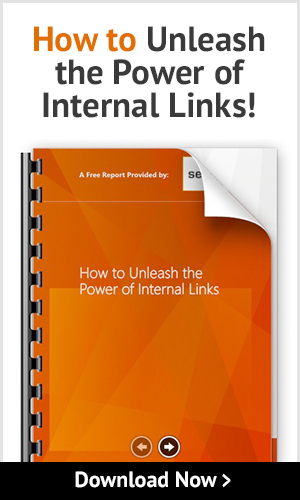 How to Unleash
the Power of
Internal Links!
A Free Report Provided by:
How to Unleash the
Power of Internal Links
Download Now >